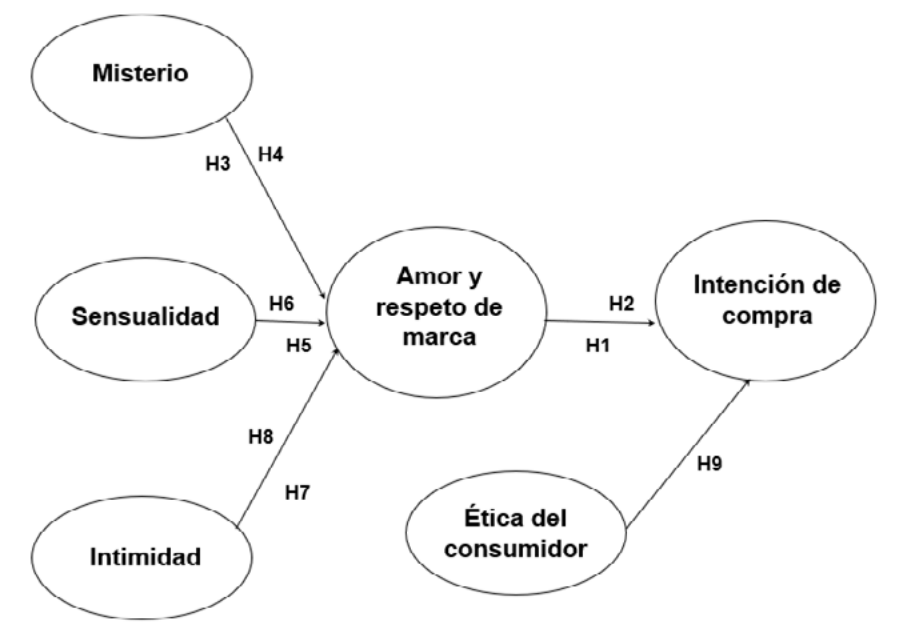 Misterio
H3
H4
Sensualidad
H6
H5
Amor y
respeto de
marca
H2
H1
Intención de
compra
H8
H7
Intimidad
H9
Ética del
consumidor